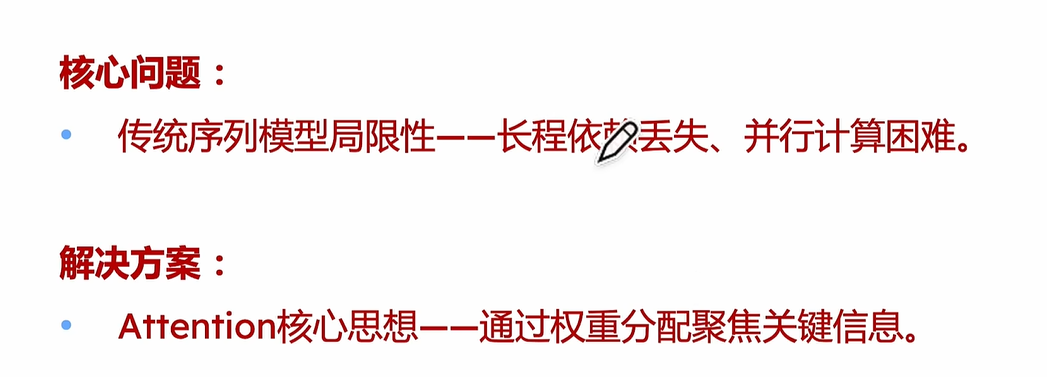 核心问题：
传统序列模型局限性——长程依赖丢失、并行计算困难。
解决方案：
Attention核心思想——通过权重分配聚焦关键信息。